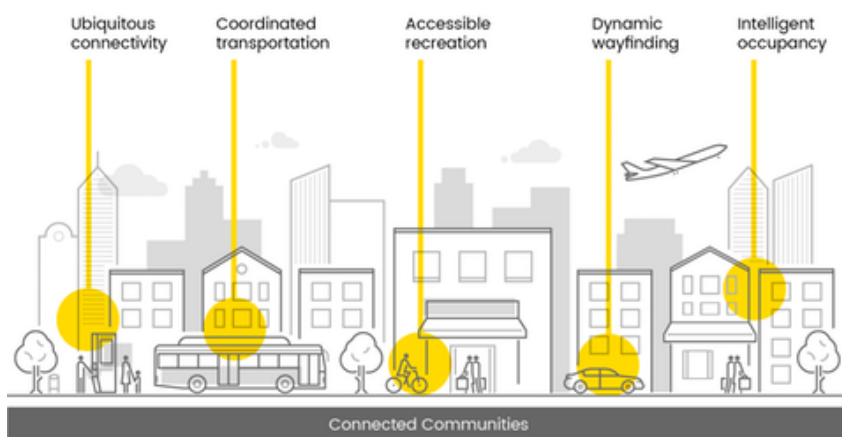 Ubiquitous
connectivity
Coordinated
transportation
Accessible
recreation
Dynamic
wayfinding
Intelligent
occupancy
Connected Communities